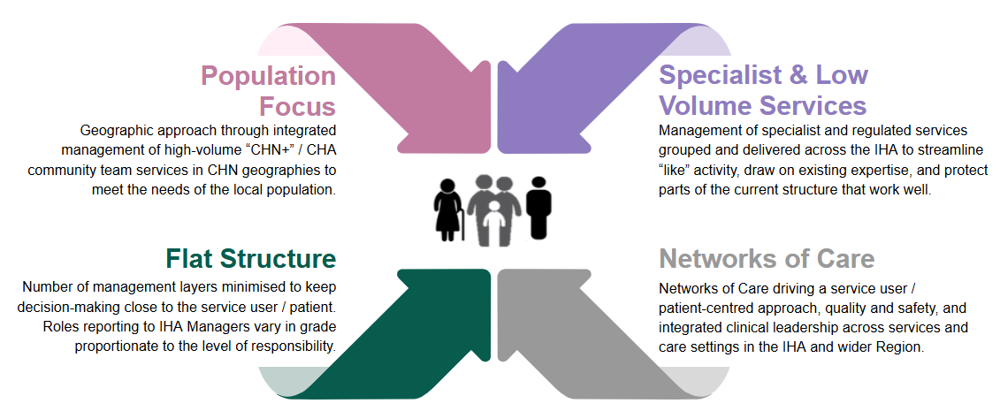 Population
Focus
Geographic approach through integrated
management of high-volume “CHN+” / CHA
community team services in CHN geographies to
meet the needs of the local population.
Specialist & Low
Volume Services
Management of specialist and regulated services
grouped and delivered across the IHA to streamline
“like” activity, draw on existing expertise, and protect
parts of the current structure that work well.
Flat Structure
Number of management layers minimised to keep
decision-making close to the service user / patient.
Roles reporting to IHA Managers vary in grade
proportionate to the level of responsibility.
Networks of Care
Networks of Care driving a service user /
patient-centred approach, quality and safety, and
integrated clinical leadership across services and
care settings in the IHA and wider Region.